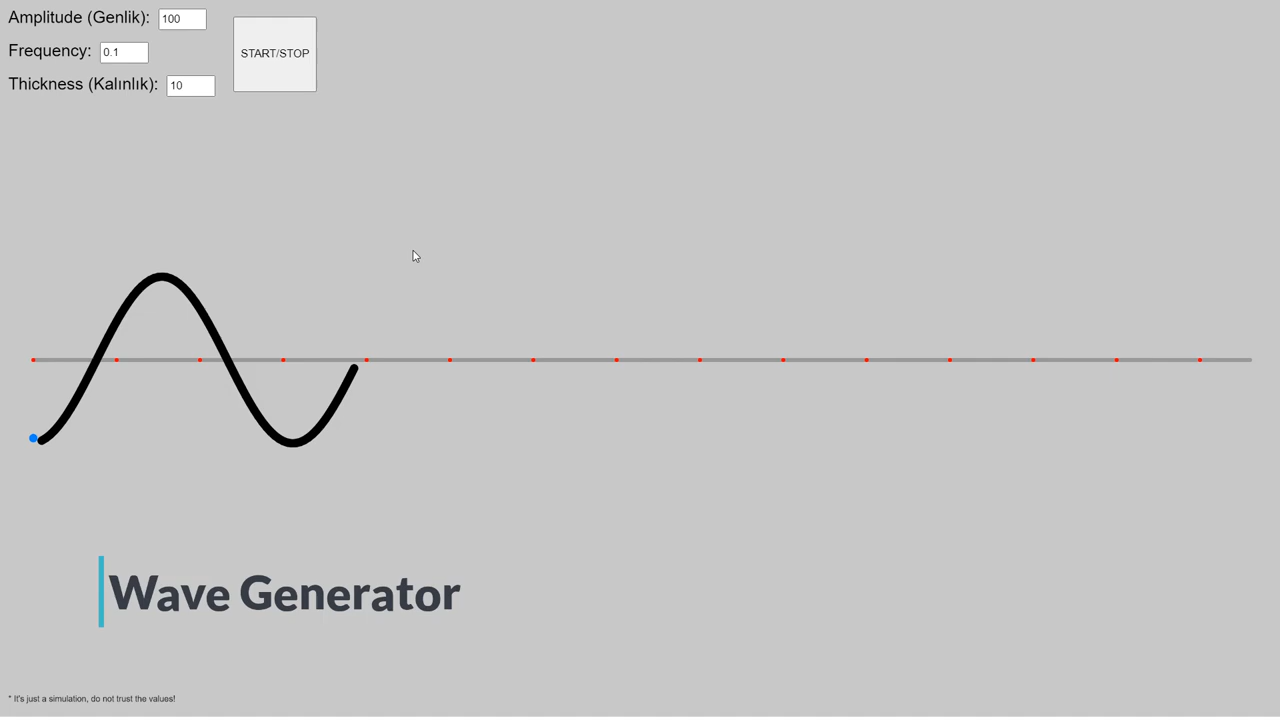 Amplitude (Genlik): 100
Frequency: 0.1
START/STOP
Thickness (Kalınlık): 10
Wave Generator
* It's just a simulation, do not trust the values!